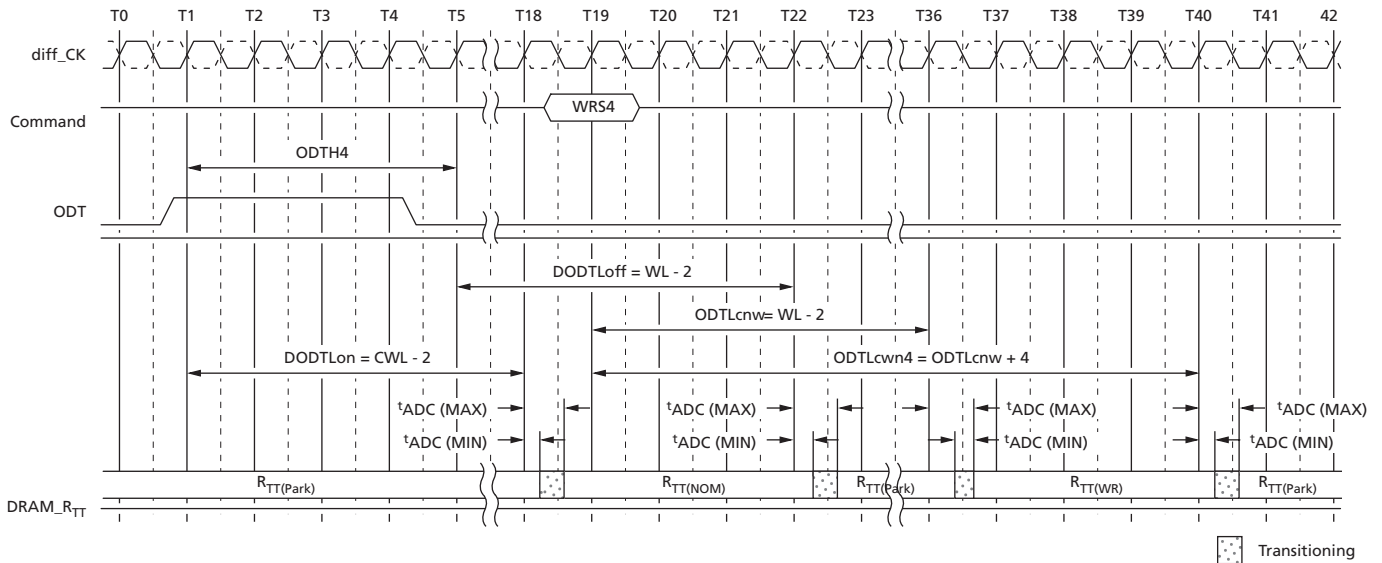 T0 T1 T2 T3 T4 T5 T18 T19 T20 T21 T22 T23 T36 T37 T38 T39 T40 T41 42
diff_CK
WRS4
Command
ODTH4
ODT
DODTLoff = WL - 2
ODTLcnw= WL - 2
DODTLon = CWL - 2 ODTLcwn4 = ODTLcnw + 4
tADC (MAX) tADC (MAX) tADC (MAX) tADC (MAX)
tADC (MIN) tADC (MIN) tADC (MIN) tADC (MIN)
RTT(Park) RTT(NOM) RTT(Park) RTT(WR) RTT(Park)
DRAM_RTT
Transitioning